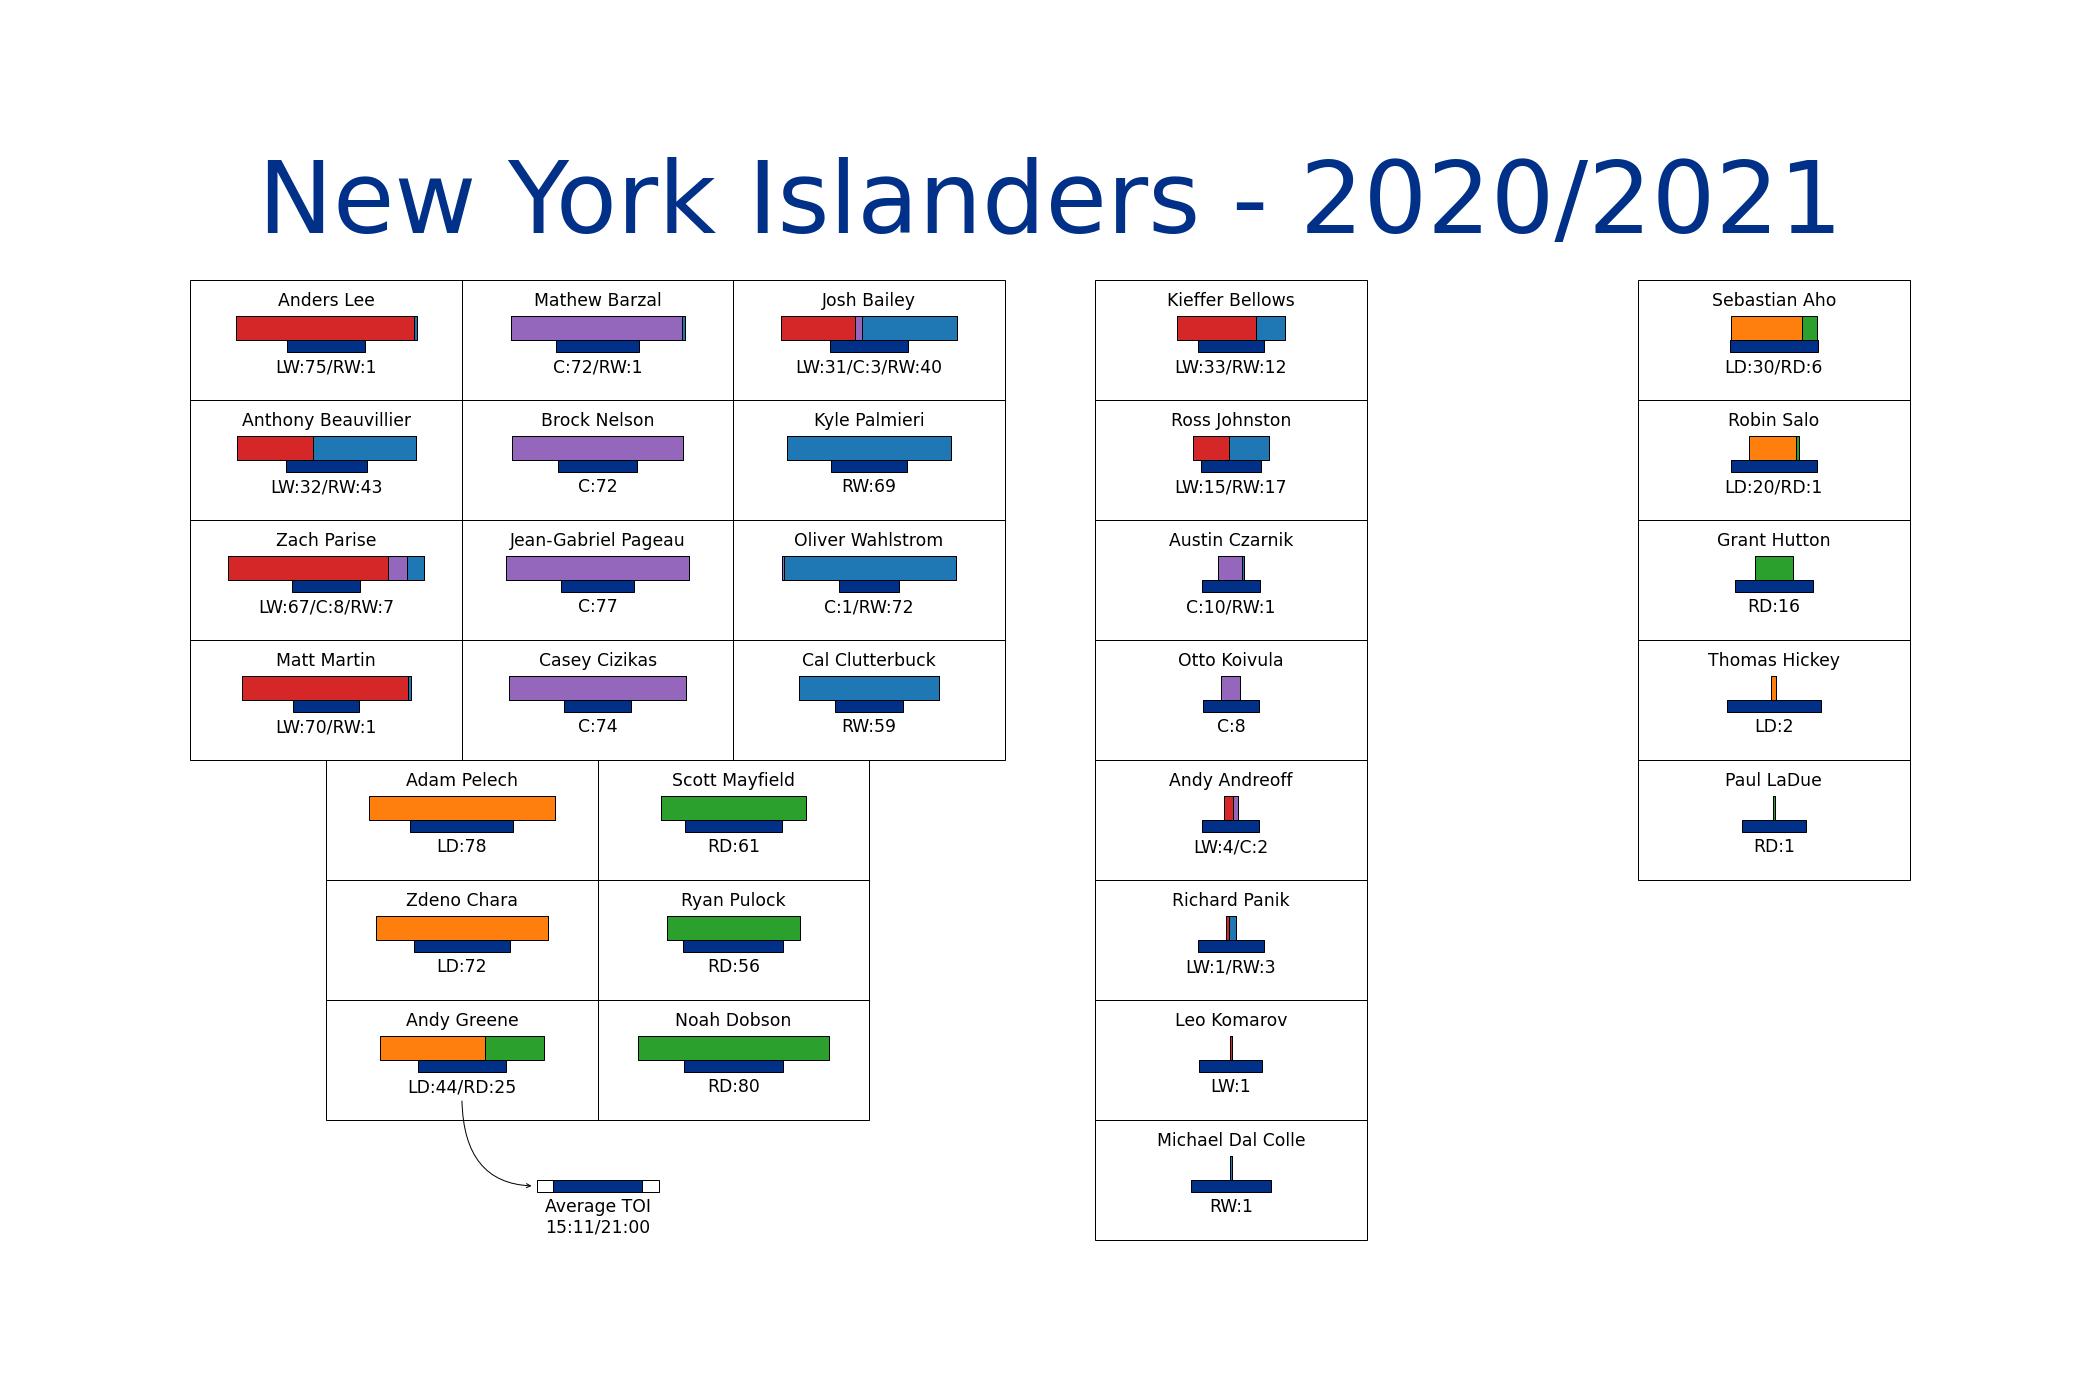 New York Islanders - 2020/2021
Anders Lee
LW:75/RW:1
Mathew Barzal
C:72/RW:1
Josh Bailey
LW:31/C:3/RW:40
Anthony Beauvillier
LW:32/RW:43
Brock Nelson
C:72
Kyle Palmieri
RW:69
Zach Parise
LW:67/C:8/RW:7
Jean-Gabriel Pageau
C:77
Oliver Wahlstrom
C:1/RW:72
Matt Martin
LW:70/RW:1
Casey Cizikas
C:74
Cal Clutterbuck
RW:59
Adam Pelech
LD:78
Scott Mayfield
RD:61
Zdeno Chara
LD:72
Ryan Pulock
RD:56
Andy Greene
LD:44/RD:25
Noah Dobson
RD:80
Average TOI
15:11/21:00
Kieffer Bellows
LW:33/RW:12
Ross Johnston
LW:15/RW:17
Austin Czarnik
C:10/RW:1
Otto Koivula
C:8
Andy Andreoff
LW:4/C:2
Richard Panik
LW:1/RW:3
Leo Komarov
LW:1
Michael Dal Colle
RW:1
Sebastian Aho
LD:30/RD:6
Robin Salo
LD:20/RD:1
Grant Hutton
RD:16
Thomas Hickey
LD:2
Paul LaDue
RD:1